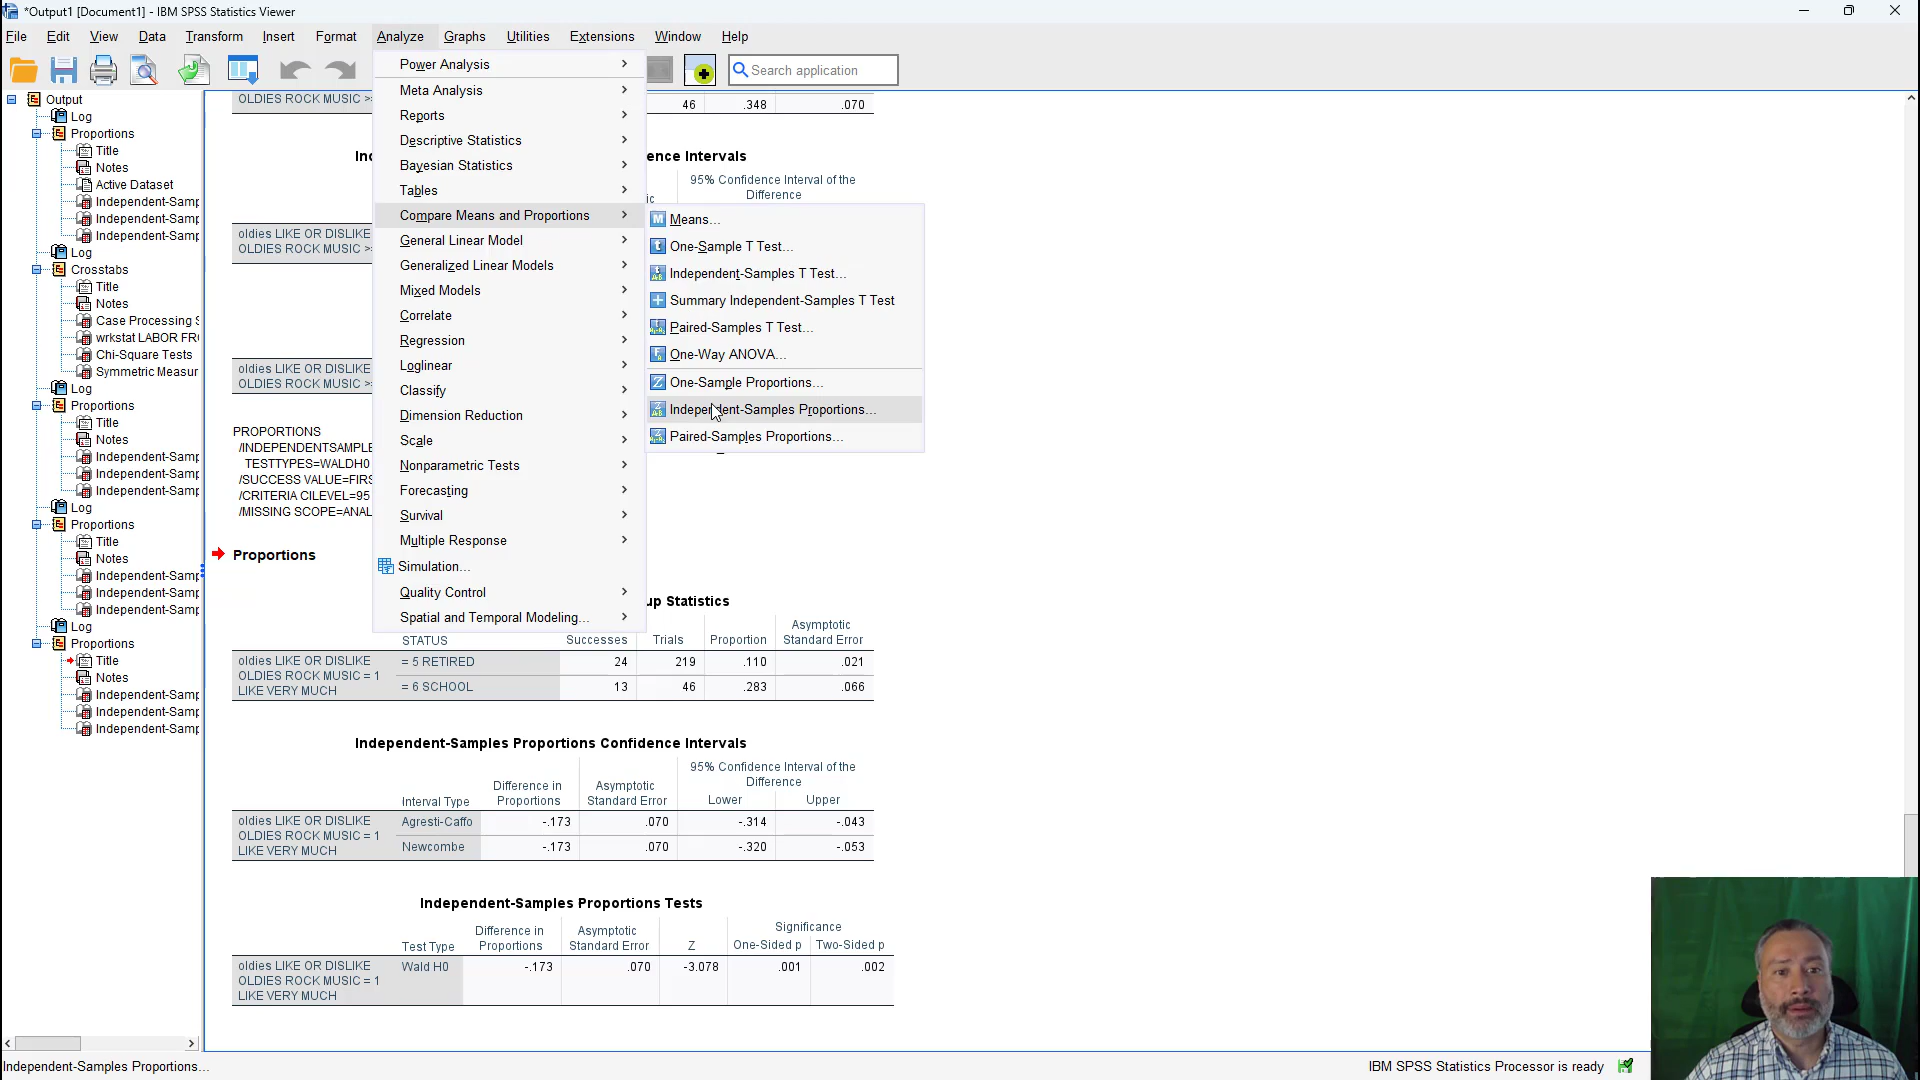 *Output1 [Document1] - IBM SPSS Statistics Viewer
File Edit View Data Transform Insert Format Analyze Graphs Utilities Extensions Window Help
Search application
Output
Log
Proportions
Title
Notes
Active Dataset
Independent-Samp
Independent-Samp
Independent-Samp
Log
Crosstabs
Title
Notes
Case Processing S
wrkstat LABOR FR
Chi-Square Tests
Symmetric Measur
Log
Proportions
Title
Notes
Independent-Samp
Independent-Samp
Independent-Samp
Log
Proportions
Title
Notes
Independent-Samp
Independent-Samp
Independent-Samp
Log
Proportions
Title
Notes
Independent-Samp
Independent-Samp
Independent-Samp
Power Analysis
Meta Analysis
Reports
Descriptive Statistics
Bayesian Statistics
Tables
Compare Means and Proportions
General Linear Model
Generalized Linear Models
Mixed Models
Correlate
Regression
Loglinear
Classify
Dimension Reduction
Scale
Nonparametric Tests
Forecasting
Survival
Multiple Response
Simulation...
Quality Control
Spatial and Temporal Modeling...
Means...
One-Sample T Test...
Independent-Samples T Test...
Summary Independent-Samples T Test
Paired-Samples T Test...
One-Way ANOVA...
One-Sample Proportions...
Independent-Samples Proportions...
Paired-Samples Proportions...
OLDIES ROCK MUSIC > 46 .348 .070
ence Intervals
95% Confidence Interval of the
Difference
oldies LIKE OR DISLIKE
OLDIES ROCK MUSIC >
oldies LIKE OR DISLIKE
OLDIES ROCK MUSIC >
PROPORTIONS
/INDEPENDENTSAMPLE
TESTTYPES=WALDH0
/SUCCESS VALUE=FIRS
/CRITERIA CILEVEL=95
/MISSING SCOPE=ANAL
Proportions
up Statistics
STATUS Successes Trials Proportion Asymptotic
Standard Error
oldies LIKE OR DISLIKE
OLDIES ROCK MUSIC = 1
LIKE VERY MUCH
= 5 RETIRED 24 219 .110 .021
= 6 SCHOOL 13 46 .283 .066
Independent-Samples Proportions Confidence Intervals
Interval Type Difference in
Proportions Asymptotic
Standard Error 95% Confidence Interval of the
Difference
Lower Upper
oldies LIKE OR DISLIKE
OLDIES ROCK MUSIC = 1
LIKE VERY MUCH
Agresti-Caffo -.173 .070 -.314 -.043
Newcombe -.173 .070 -.320 -.053
Independent-Samples Proportions Tests
Test Type Difference in
Proportions Asymptotic
Standard Error Z Significance
One-Sided p Two-Sided p
oldies LIKE OR DISLIKE
OLDIES ROCK MUSIC = 1
LIKE VERY MUCH
Wald H0 -.173 .070 -3.078 .001 .002
Independent-Samples Proportions...
IBM SPSS Statistics Processor is ready